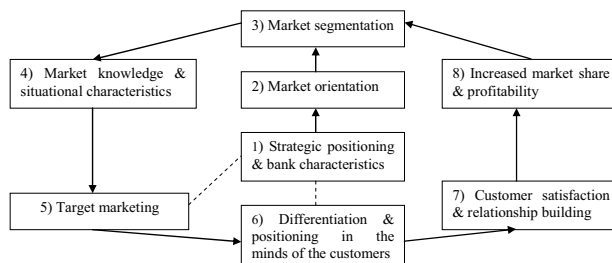 3) Market segmentation
4) Market knowledge &
situational characteristics
2) Market orientation
8) Increased market share
& profitability
1) Strategic positioning
& bank characteristics
5) Target marketing
6) Differentiation &
positioning in the
minds of the customers
7) Customer satisfaction
& relationship building